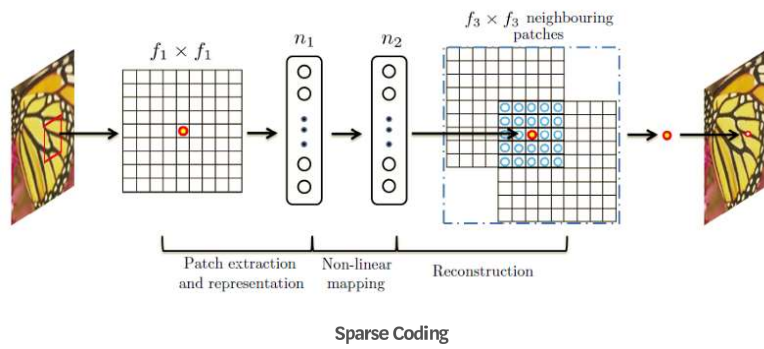 f₃ × f₃ neighbouring
patches
f₁ × f₁
n₁
n₂
Patch extraction
and representation
Non-linear
mapping
Reconstruction
Sparse Coding